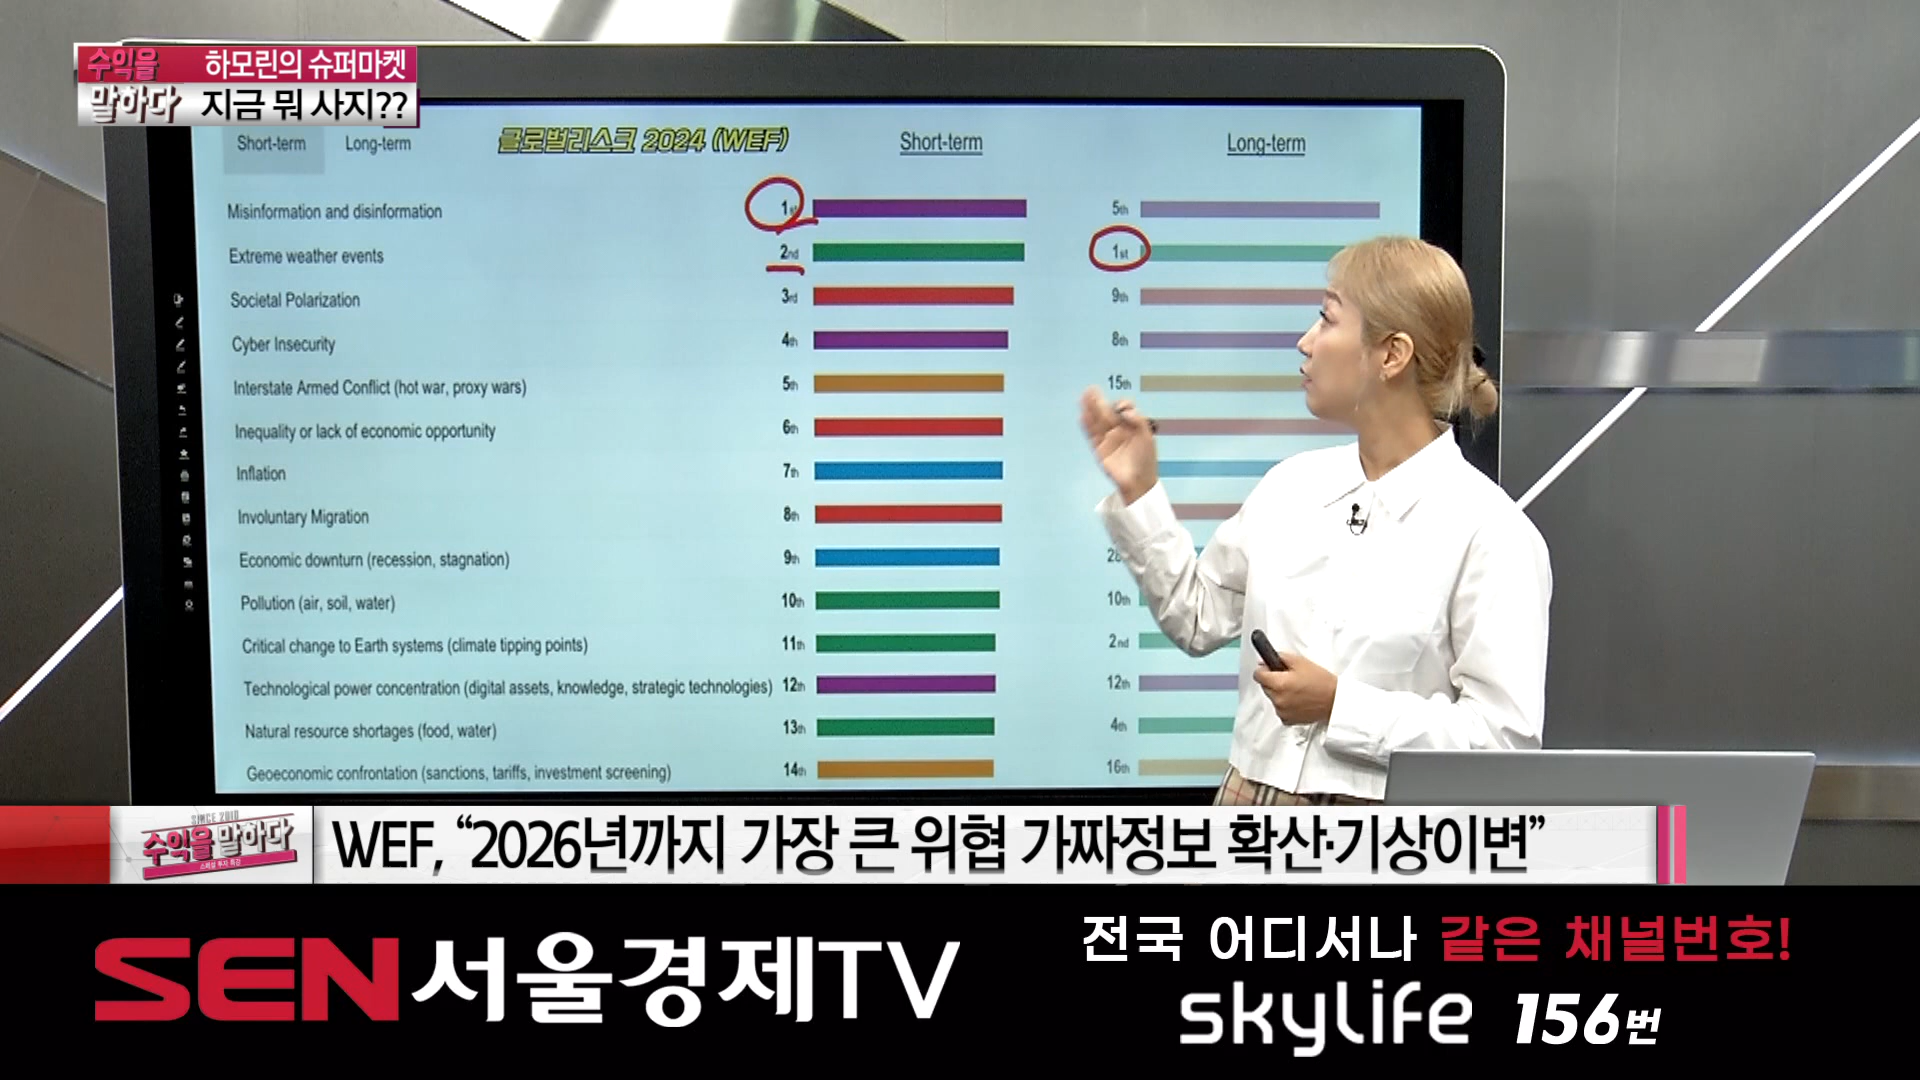 수익을
말하다
하모린의 슈퍼마켓
지금 뭐 사지??
Short-term Long-term
글로벌리스크 2024 (WEF)
Short-term
Long-term
Misinformation and disinformation 1st 5th
Extreme weather events 2nd 1st
Societal Polarization 3rd 9th
Cyber Insecurity 4th 8th
Interstate Armed Conflict (hot war, proxy wars) 5th 15th
Inequality or lack of economic opportunity 6th
Inflation 7th
Involuntary Migration 8th
Economic downturn (recession, stagnation) 9th
Pollution (air, soil, water) 10th 10th
Critical change to Earth systems (climate tipping points) 11th 2nd
Technological power concentration (digital assets, knowledge, strategic technologies) 12th 12th
Natural resource shortages (food, water) 13th 4th
Geoeconomic confrontation (sanctions, tariffs, investment screening) 14th 16th
SINCE 2010
수익을 말하다
WEF, “2026년까지 가장 큰 위협 가짜정보 확산·기상이변”
SEN서울경제TV
전국 어디서나 같은 채널번호!
skylife 156번